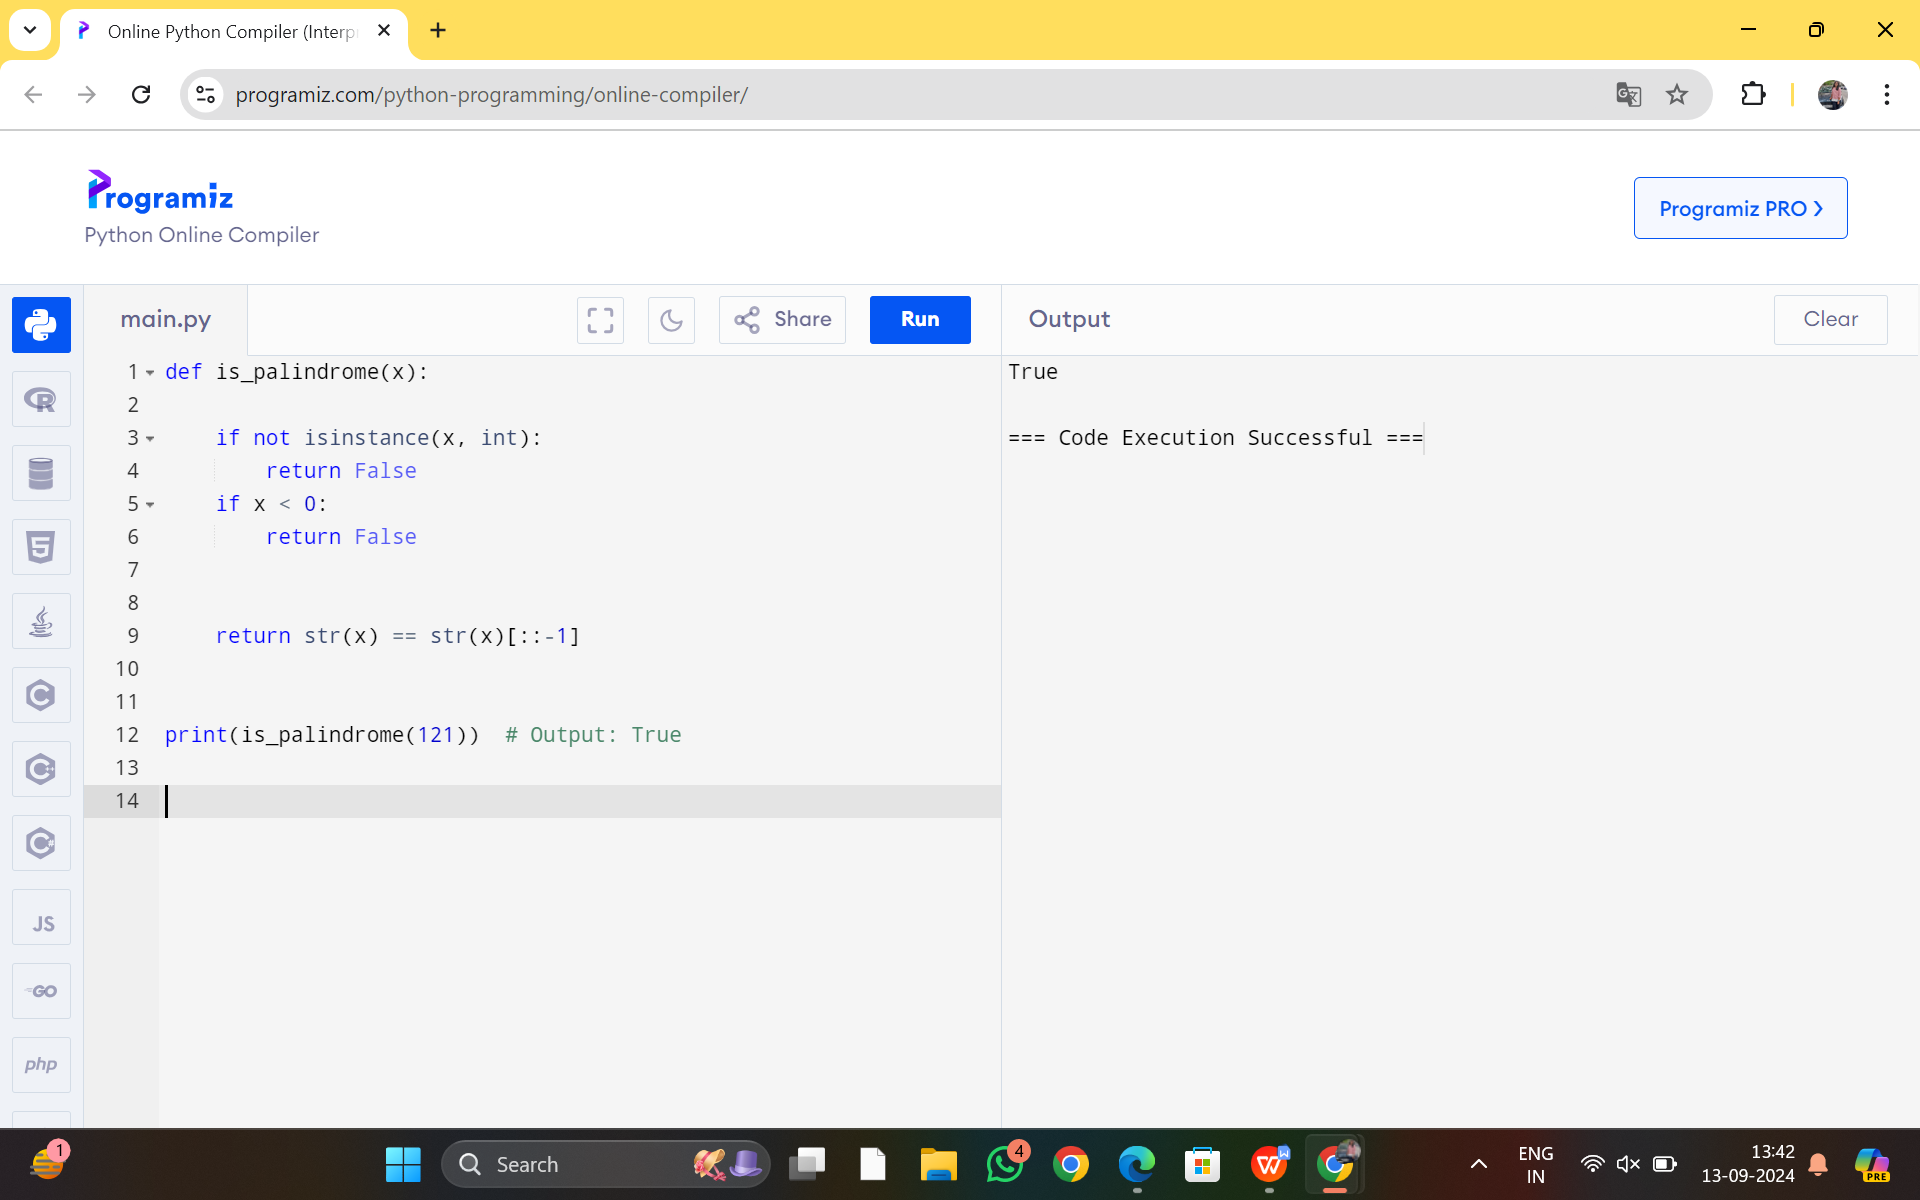 Online Python Compiler (Interp
programiz.com/python-programming/online-compiler/
Programiz
Python Online Compiler
Programiz PRO
main.py
Share
Run
Output
Clear
1 def is_palindrome(x):
2
3     if not isinstance(x, int):
4         return False
5     if x < 0:
6         return False
7
8
9     return str(x) == str(x)[::-1]
10
11
12 print(is_palindrome(121))  # Output: True
13
14
True
=== Code Execution Successful ===
R
5
C
C
C#
JS
GO
php
1
Search
4
W
W
ENG
IN
13:42
13-09-2024
PRE